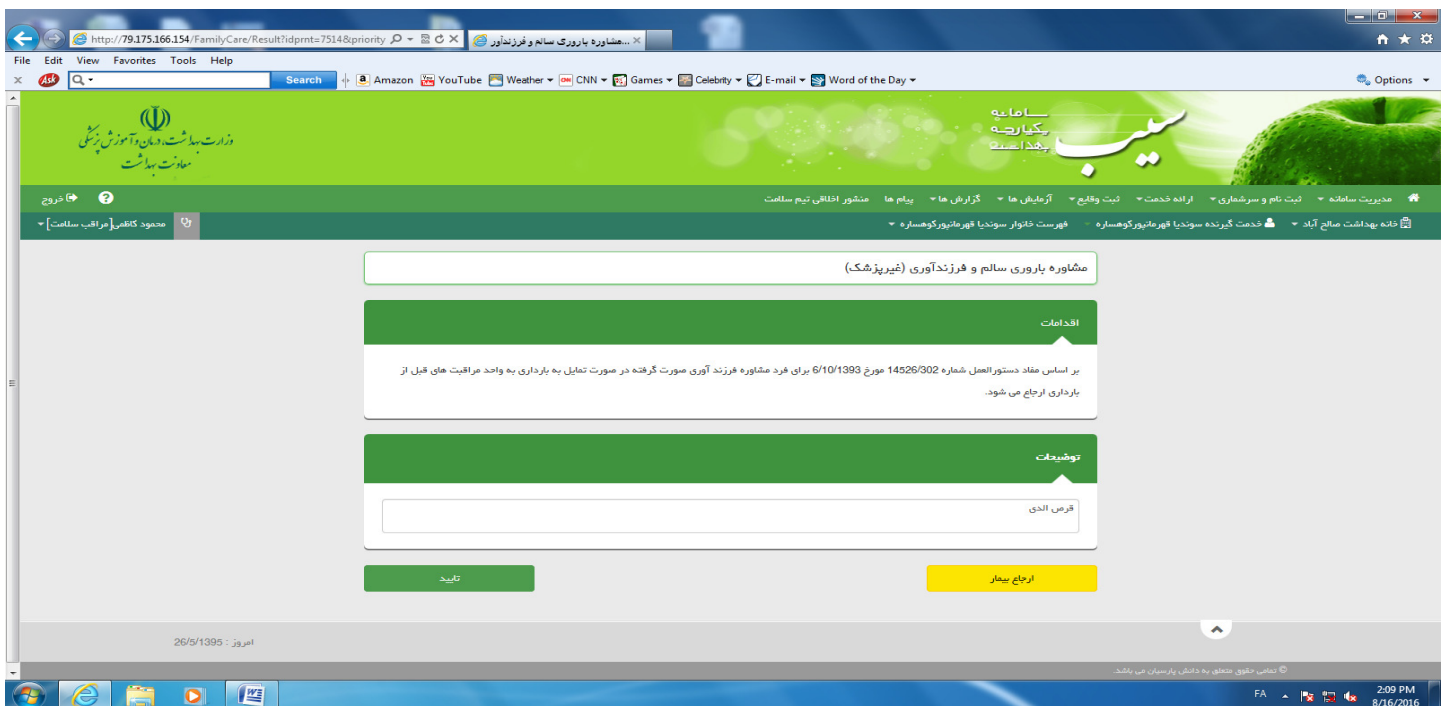 http://79.175.166.154/FamilyCare/Result?idprnt=7514&priority
...مشاوره باروری سالم و فرزندآور
File Edit View Favorites Tools Help
Ask
Search
Amazon YouTube Weather CNN Games Celebrity E-mail Word of the Day
Options
سیب
سامانه
یکپارچه
بهداشت
وزارت بهداشت، درمان و آموزش پزشکی
معاونت بهداشت
مدیریت سامانه ثبت نام و سرشماری ارائه خدمت ثبت وقایع آزمایش ها گزارش ها پیام ها منشور اخلاقی تیم سلامت
خروج
خانه بهداشت صالح آباد خدمت گیرنده سوندیا قهرمانپورکوهساره فهرست خانوار سوندیا قهرمانپورکوهساره
محمود کاظمی[مراقب سلامت]
مشاوره باروری سالم و فرزندآوری (غیرپزشک)
اقدامات
بر اساس مفاد دستورالعمل شماره 14526/302 مورخ 6/10/1393 برای فرد مشاوره فرزند آوری صورت گرفته در صورت تمایل به بارداری به واحد مراقبت های قبل از
بارداری ارجاع می شود.
توضیحات
قرص الدی
ارجاع بیمار
تایید
امروز : 26/5/1395
© تمامی حقوق متعلق به دانش پارسیان می باشد.
FA
2:09 PM
8/16/2016